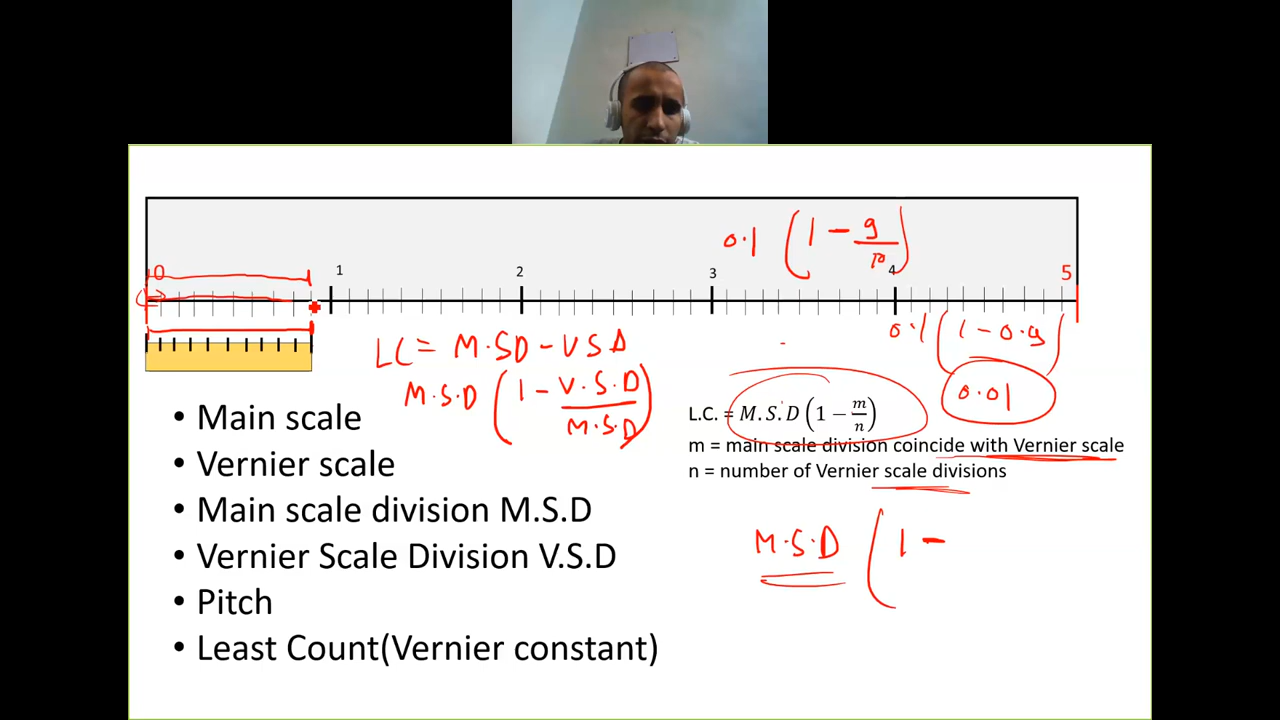 0.1 (1 - 9/10)
0 1 2 3 4 5
0.1 (1 - 0.9)
LC = M.SD - VSD
M.S.D (1 - V.S.D/M.S.D)
0.01
L.C. = M.S.D (1 - m/n)
m = main scale division coincide with Vernier scale
n = number of Vernier scale divisions
M.S.D (1 -
• Main scale
• Vernier scale
• Main scale division M.S.D
• Vernier Scale Division V.S.D
• Pitch
• Least Count(Vernier constant)